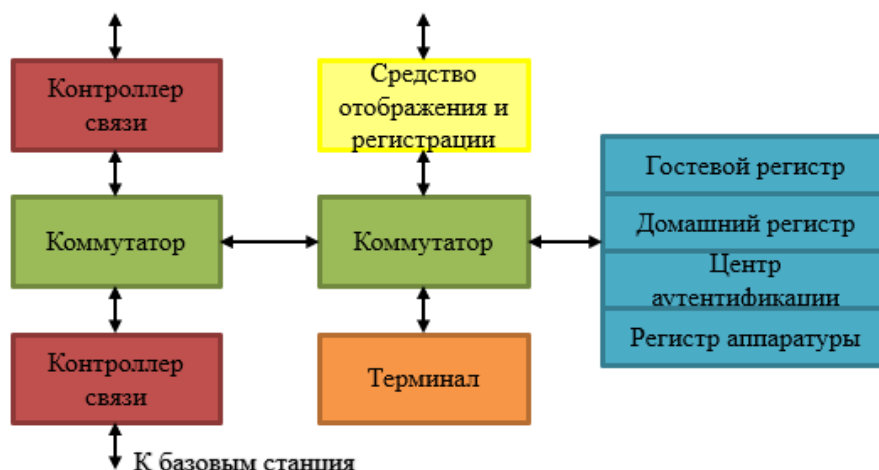 Контроллер
связи
Средство
отображения и
регистрации
Гостевой регистр
Коммутатор
Коммутатор
Домашний регистр
Центр
аутентификации
Регистр аппаратуры
Контроллер
связи
Терминал
К базовым станция